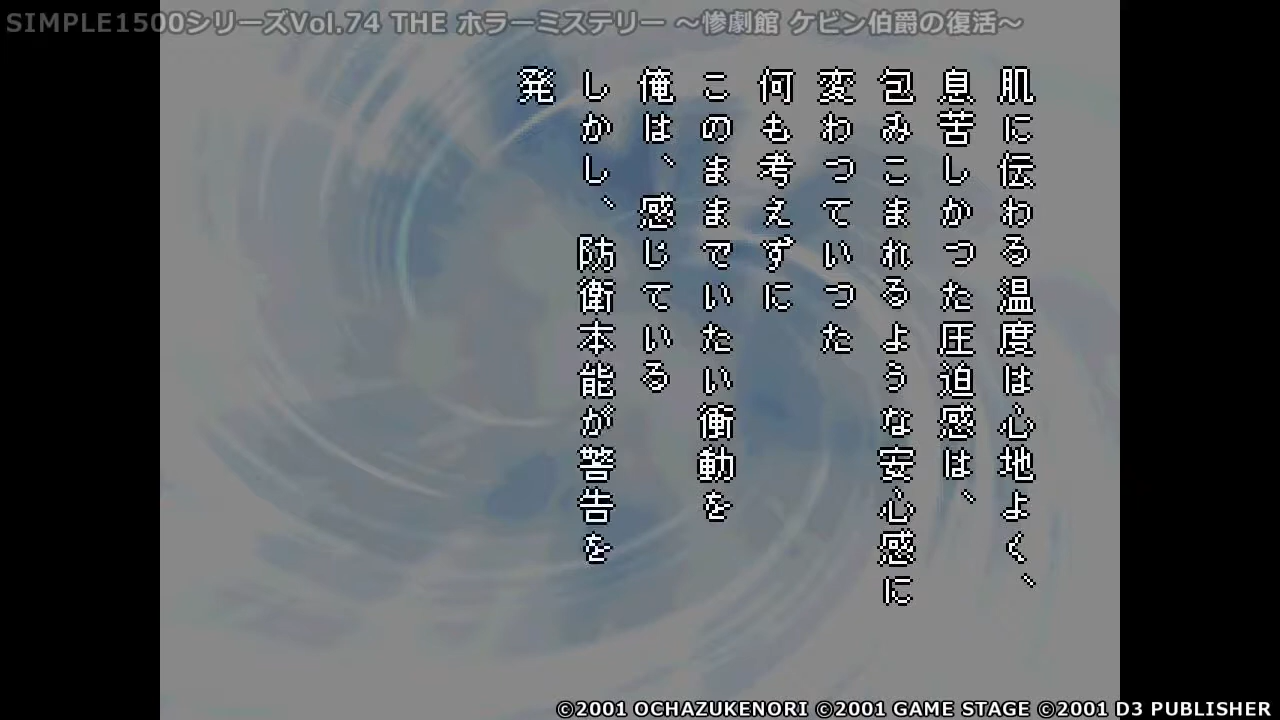 SIMPLE1500シリーズVol.74 THE ホラーミステリー ～惨劇館 ケビン伯爵の復活～
肌に伝わる温度は心地よく、
息苦しかった圧迫感は、
包みこまれるような安心感に
変わっていった
何も考えずに
このままでいたい衝動を
俺は、感じている
しかし、防衛本能が警告を
発
©2001 OCHAZUKENORI ©2001 GAME STAGE ©2001 D3 PUBLISHER